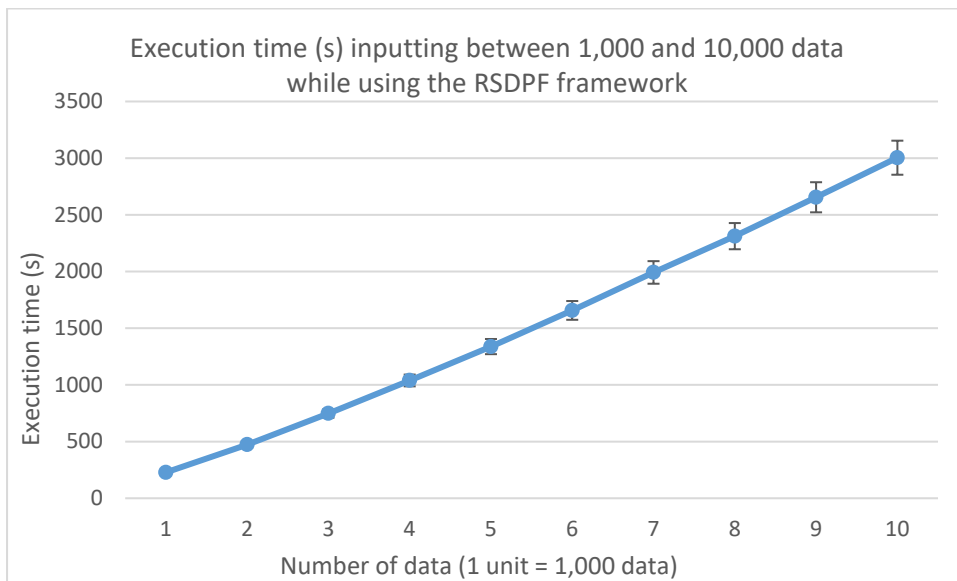 Execution time (s) inputting between 1,000 and 10,000 data
while using the RSDPF framework
3500
3000
2500
2000
1500
1000
500
0
Execution time (s)
1 2 3 4 5 6 7 8 9 10
Number of data (1 unit = 1,000 data)